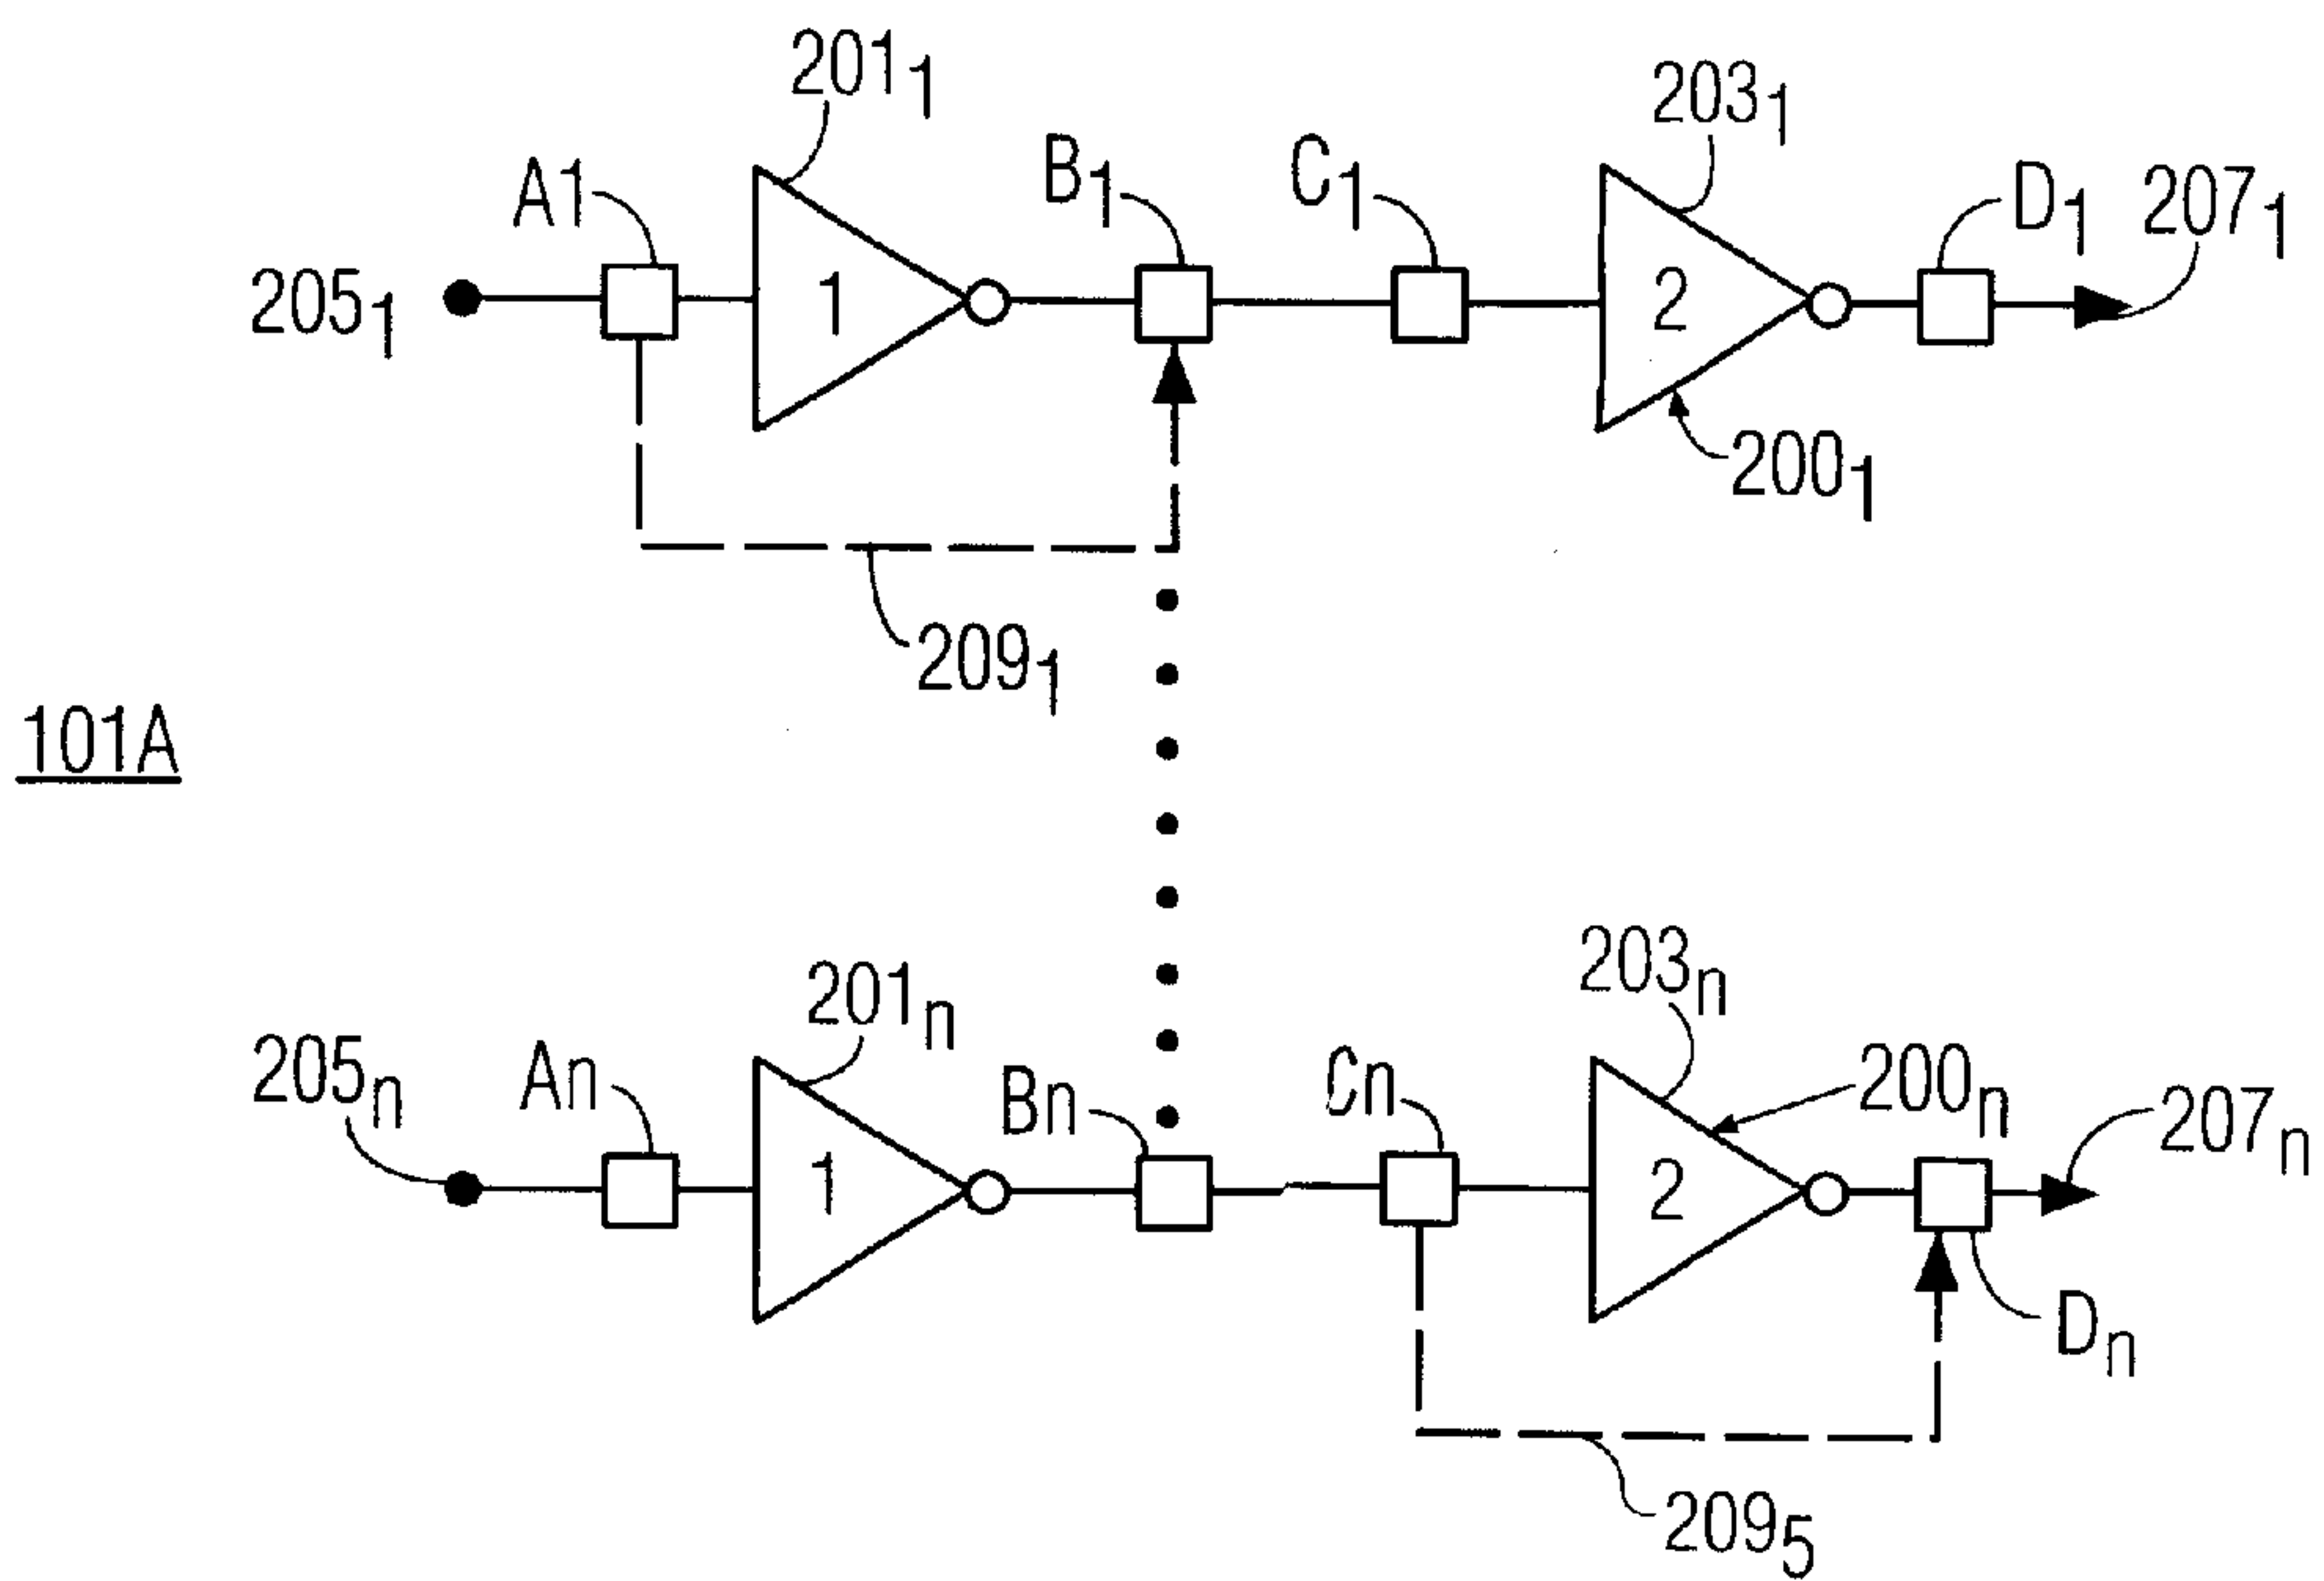 201₁
203₁
A1
B₁
C₁
D₁
207₁
205₁
1
2
200₁
209₁
101A
203ₙ
201ₙ
205ₙ
An
Bn
Cn
200ₙ
207ₙ
1
2
Dₙ
209₅